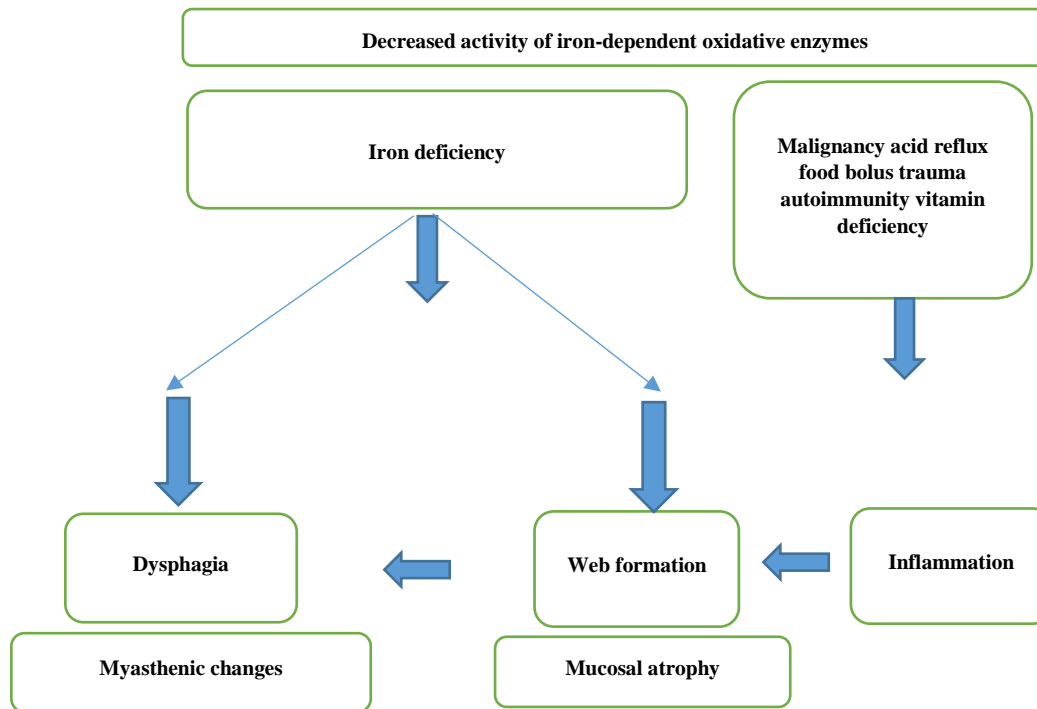 Decreased activity of iron-dependent oxidative enzymes
Iron deficiency
Malignancy acid reflux
food bolus trauma
autoimmunity vitamin
deficiency
Dysphagia
Web formation
Inflammation
Myasthenic changes
Mucosal atrophy